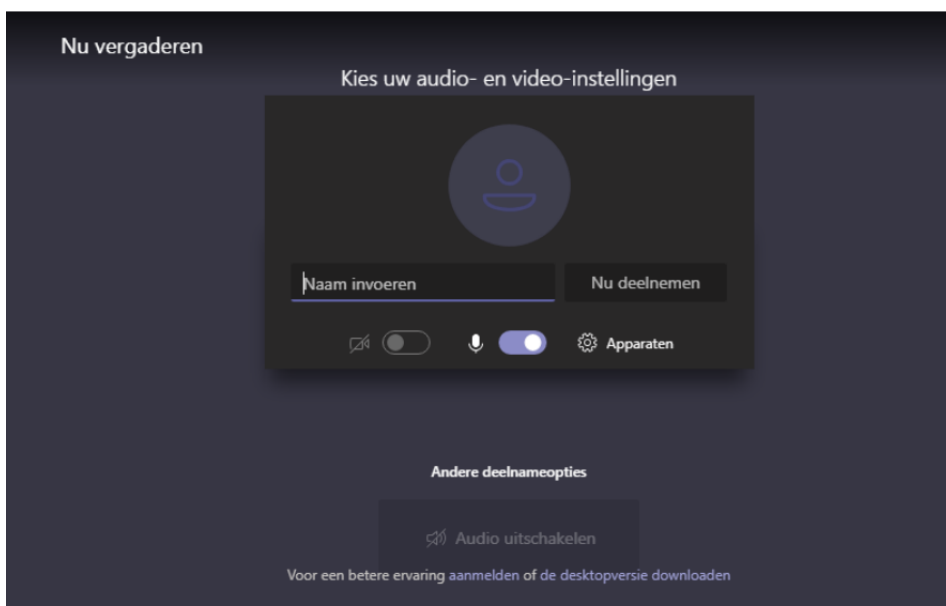 Nu vergaderen
Kies uw audio- en video-instellingen
Naam invoeren
Nu deelnemen
Apparaten
Andere deelnameopties
Audio uitschakelen
Voor een betere ervaring aanmelden of de desktopversie downloaden